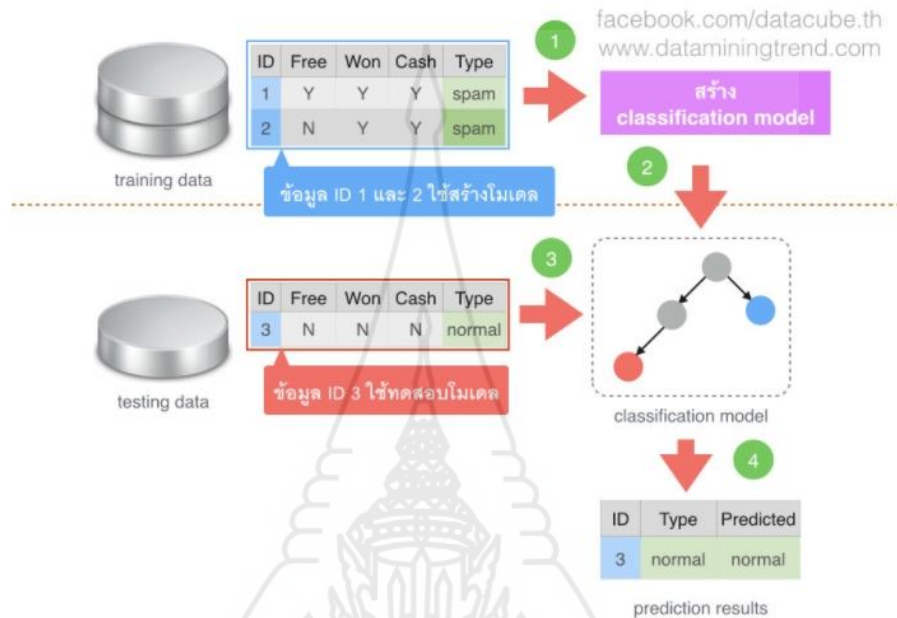 facebook.com/datacube.th
www.dataminingtrend.com
1
ID Free Won Cash Type
1 Y Y Y spam
2 N Y Y spam
training data
ข้อมูล ID 1 และ 2 ใช้สร้างโมเดล
สร้าง
classification model
2
3
ID Free Won Cash Type
3 N N N normal
testing data
ข้อมูล ID 3 ใช้ทดสอบโมเดล
classification model
4
ID Type Predicted
3 normal normal
prediction results